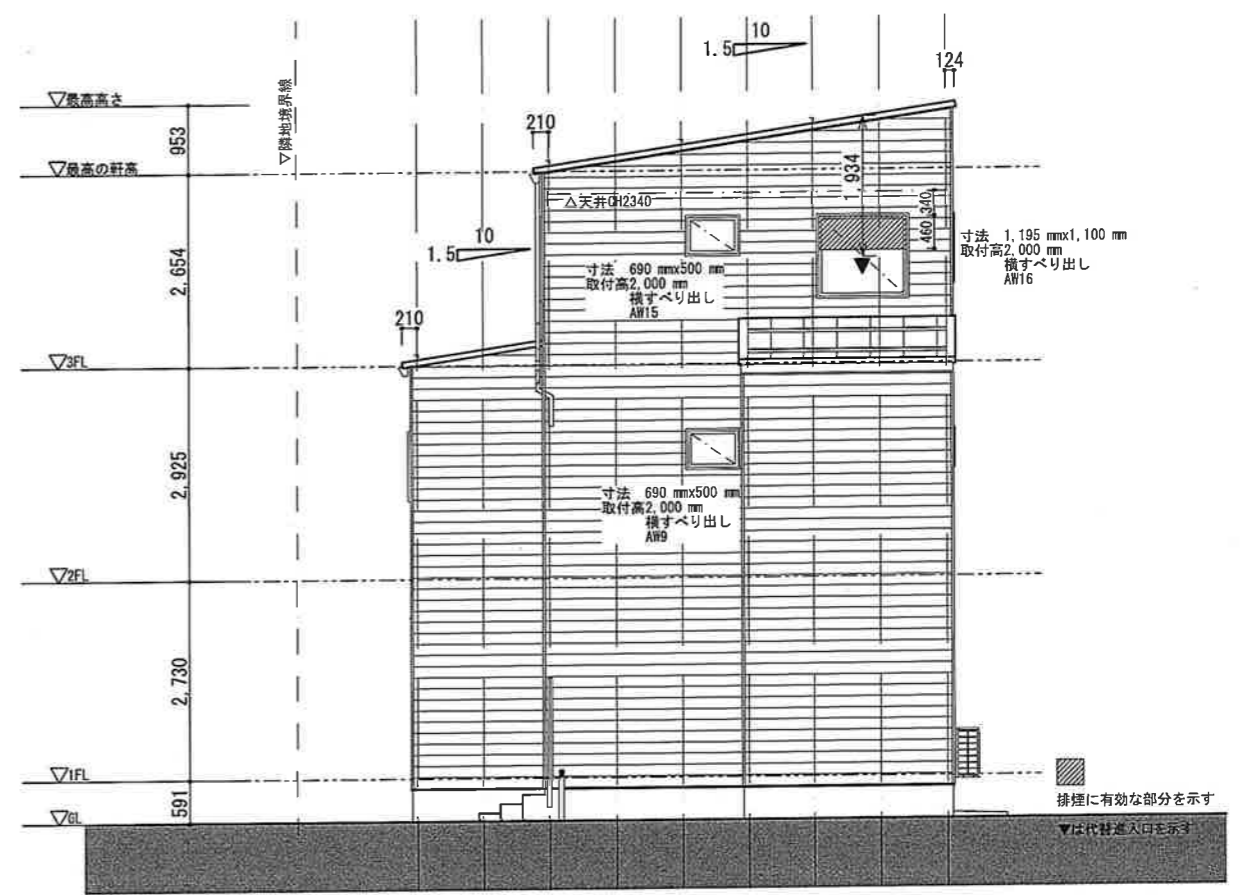 10
1.5
124
▽最高高さ
▽隣地境界線
210
953
▽最高の軒高
1,934
△天井CH2340
340
460
10
1.5
寸法 1,195 mmx1,100 mm
取付高2,000 mm
横すべり出し
AW16
寸法 690 mmx500 mm
取付高2,000 mm
横すべり出し
AW15
2,654
210
▽3FL
2,925
寸法 690 mmx500 mm
取付高2,000 mm
横すべり出し
AW9
▽2FL
2,730
▽1FL
591
▽GL
排煙に有効な部分を示す
▼は代替進入口を示す